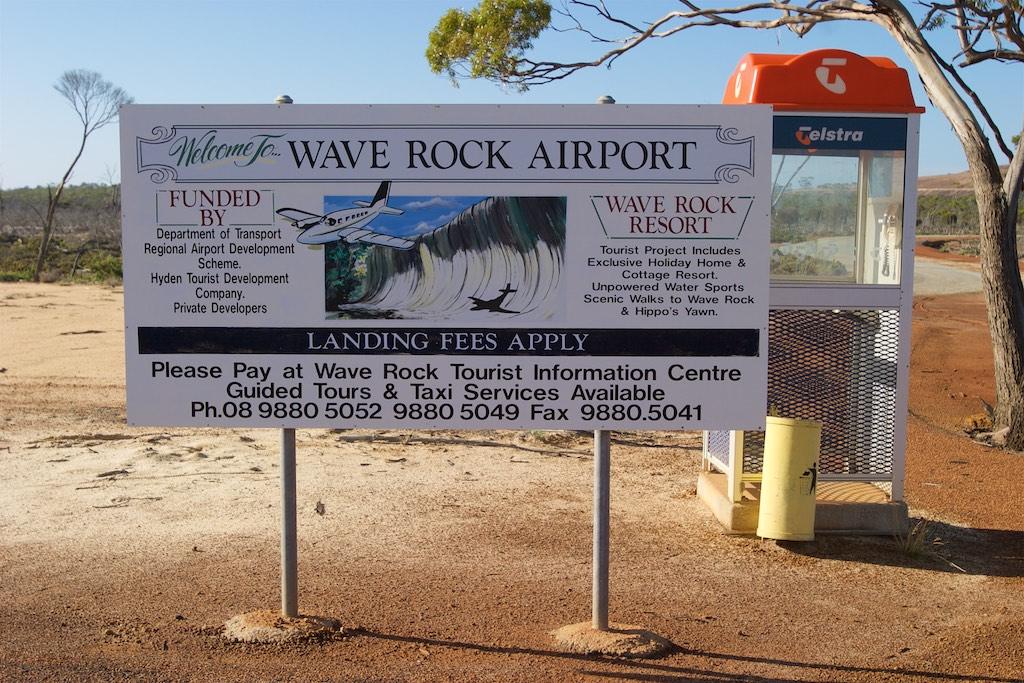 Welcome To.. WAVE ROCK AIRPORT
FUNDED
BY
Department of Transport
Regional Airport Development
Scheme.
Hyden Tourist Development
Company.
Private Developers
WAVE ROCK
RESORT
Tourist Project Includes
Exclusive Holiday Home &
Cottage Resort.
Unpowered Water Sports
Scenic Walks to Wave Rock
& Hippo's Yawn.
LANDING FEES APPLY
Please Pay at Wave Rock Tourist Information Centre
Guided Tours & Taxi Services Available
Ph.08 9880 5052 9880 5049 Fax 9880.5041
Telstra